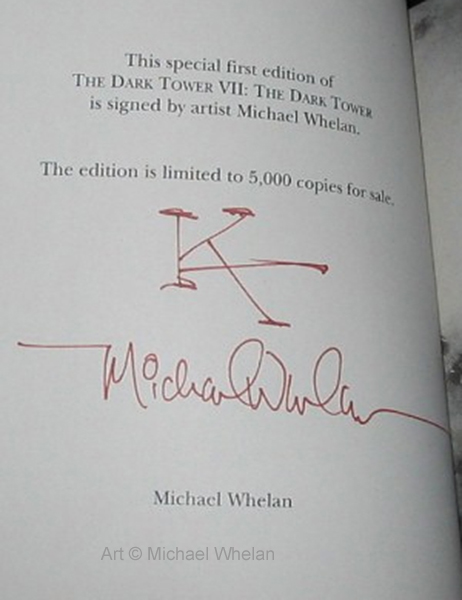 This special first edition of
THE DARK TOWER VII: THE DARK TOWER
is signed by artist Michael Whelan.
The edition is limited to 5,000 copies for sale.
K
Michael Whelan
Michael Whelan
Art © Michael Whelan